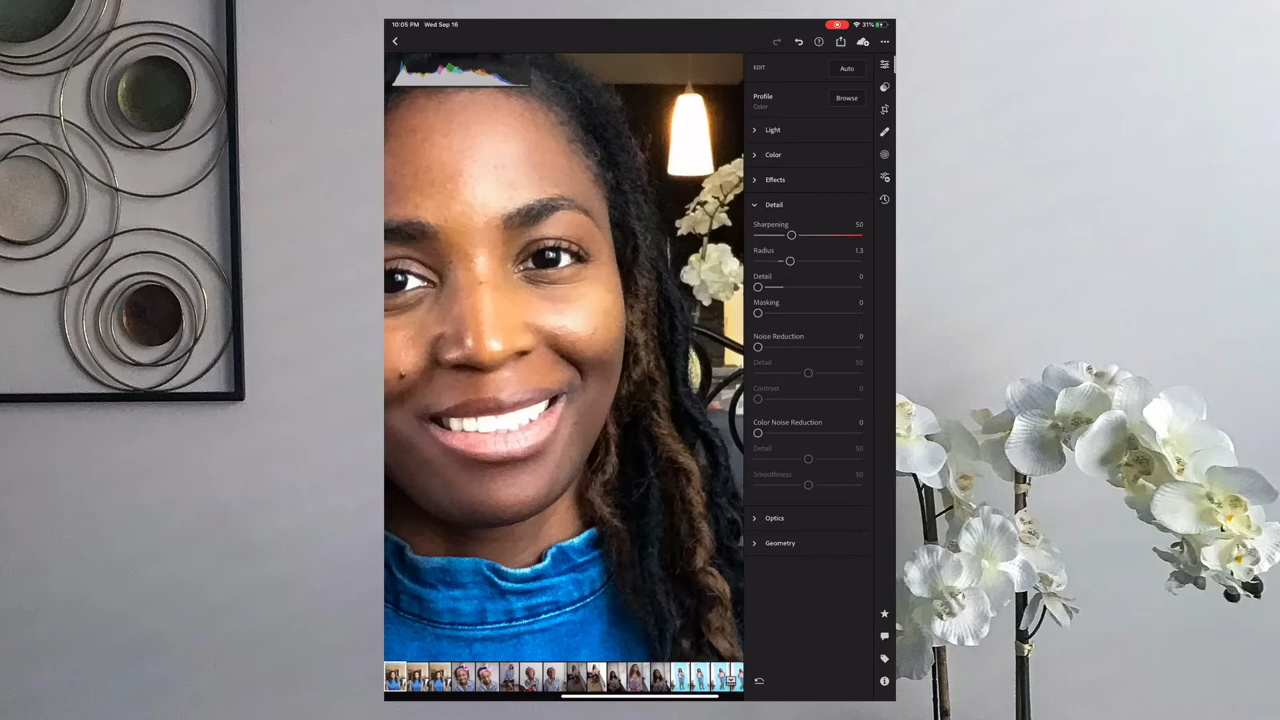 10:05 PM Wed Sep 16
31%
EDIT
Auto
Profile
Color
Browse
Light
Color
Effects
Detail
Sharpening 50
Radius 1.3
Detail 0
Masking 0
Noise Reduction 0
Detail 50
Contrast 0
Color Noise Reduction 0
Detail 50
Smoothness 50
Optics
Geometry